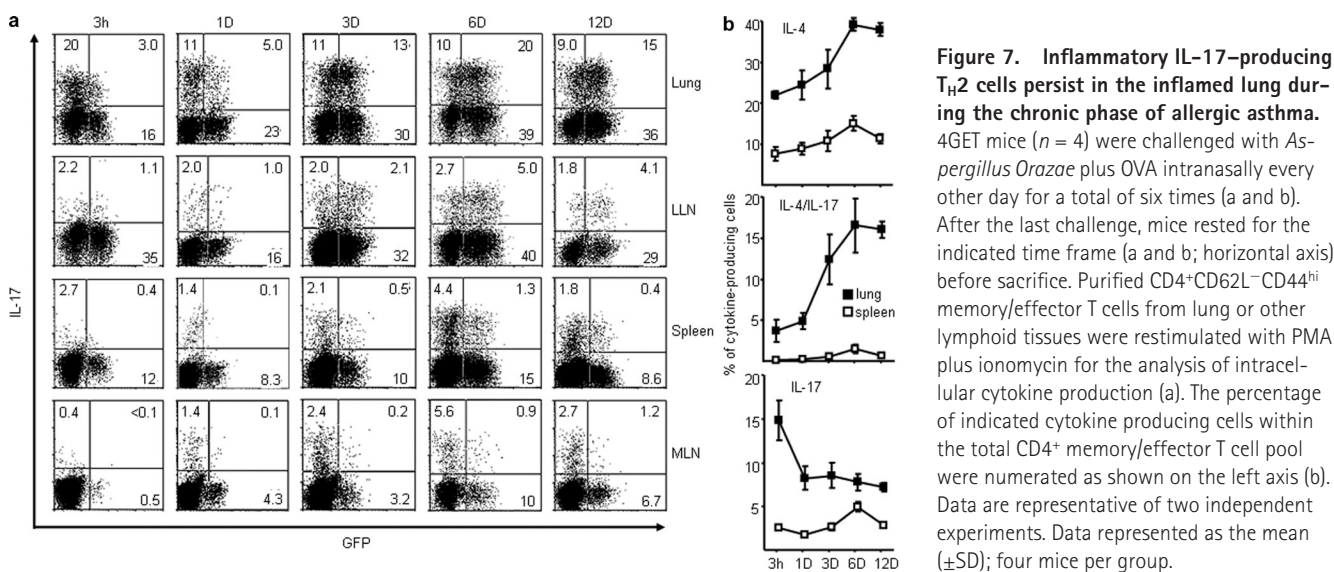 a
3h 1D 3D 6D 12D
20 3.0 11 5.0 11 13 10 20 9.0 15
Lung
16 23 30 39 36
2.2 1.1 2.0 1.0 2.0 2.1 2.7 5.0 1.8 4.1
LLN
35 16 32 40 29
2.7 0.4 1.4 0.1 2.1 0.5 4.4 1.3 1.8 0.4
Spleen
12 8.3 10 15 8.6
0.4 <0.1 1.4 0.1 2.4 0.2 5.6 0.9 2.7 1.2
MLN
0.5 4.3 3.2 10 6.7
IL-17
GFP
b
% of cytokine-producing cells
40
IL-4
30
20
10
20
IL-4/IL-17
15
10
lung
spleen
5
20
IL-17
15
10
5
3h 1D 3D 6D 12D
Figure 7. Inflammatory IL-17–producing
TH2 cells persist in the inflamed lung dur-
ing the chronic phase of allergic asthma.
4GET mice (n = 4) were challenged with As-
pergillus Orazae plus OVA intranasally every
other day for a total of six times (a and b).
After the last challenge, mice rested for the
indicated time frame (a and b; horizontal axis)
before sacrifice. Purified CD4+CD62L−CD44hi
memory/effector T cells from lung or other
lymphoid tissues were restimulated with PMA
plus ionomycin for the analysis of intracel-
lular cytokine production (a). The percentage
of indicated cytokine producing cells within
the total CD4+ memory/effector T cell pool
were numerated as shown on the left axis (b).
Data are representative of two independent
experiments. Data represented as the mean
(±SD); four mice per group.